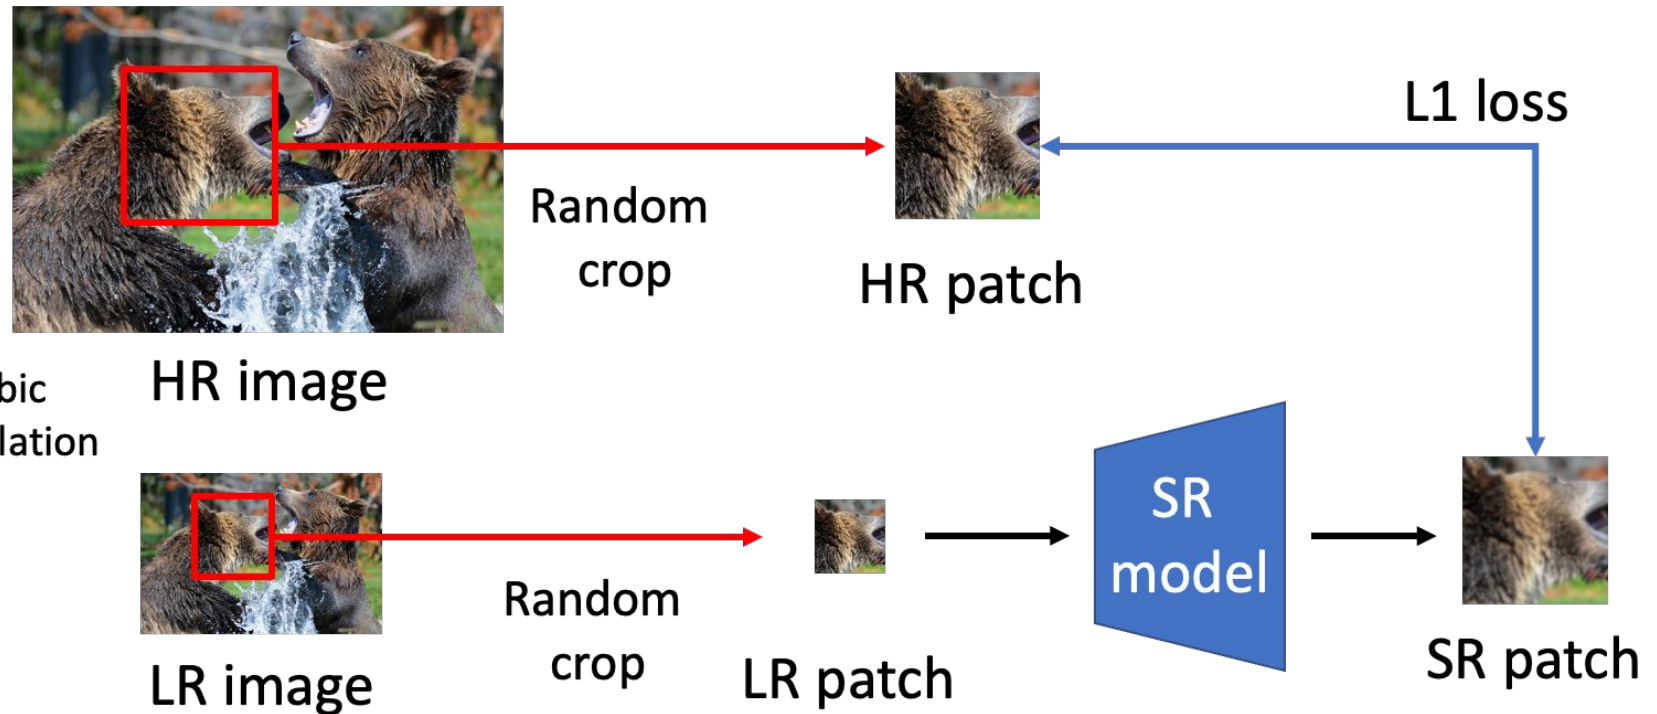 L1 loss
Random
crop
HR patch
HR image
lation
SR
model
Random
crop
LR patch
SR patch
LR image